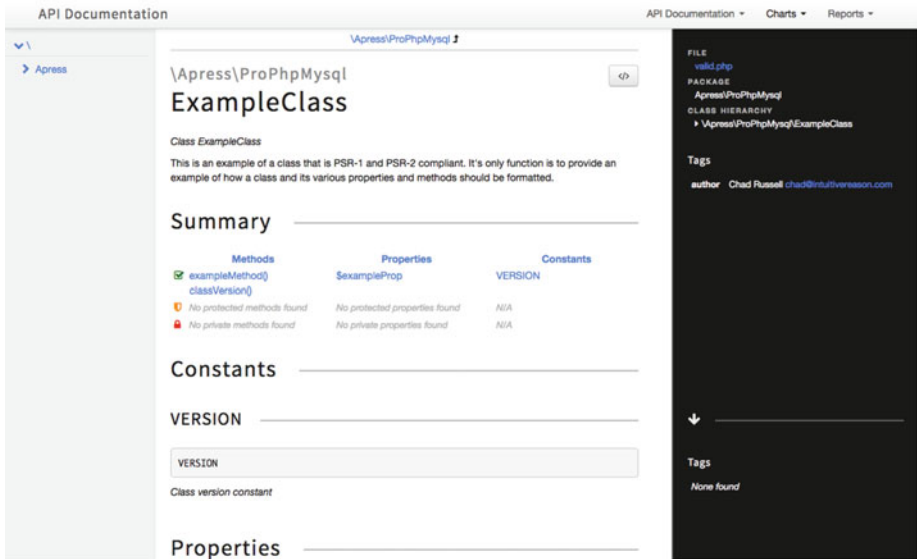 API Documentation
API Documentation
Charts
Reports
\
Apress
\Apress\ProPhpMysql
\Apress\ProPhpMysql
</>
ExampleClass
Class ExampleClass
This is an example of a class that is PSR-1 and PSR-2 compliant. It's only function is to provide an
example of how a class and its various properties and methods should be formatted.
Summary
Methods Properties Constants
exampleMethod() $exampleProp VERSION
classVersion()
No protected methods found No protected properties found N/A
No private methods found No private properties found N/A
Constants
VERSION
VERSION
Class version constant
Properties
FILE
valid.php
PACKAGE
Apress\ProPhpMysql
CLASS HIERARCHY
\Apress\ProPhpMysql\ExampleClass
Tags
author Chad Russell chad@intuitivereason.com
Tags
None found